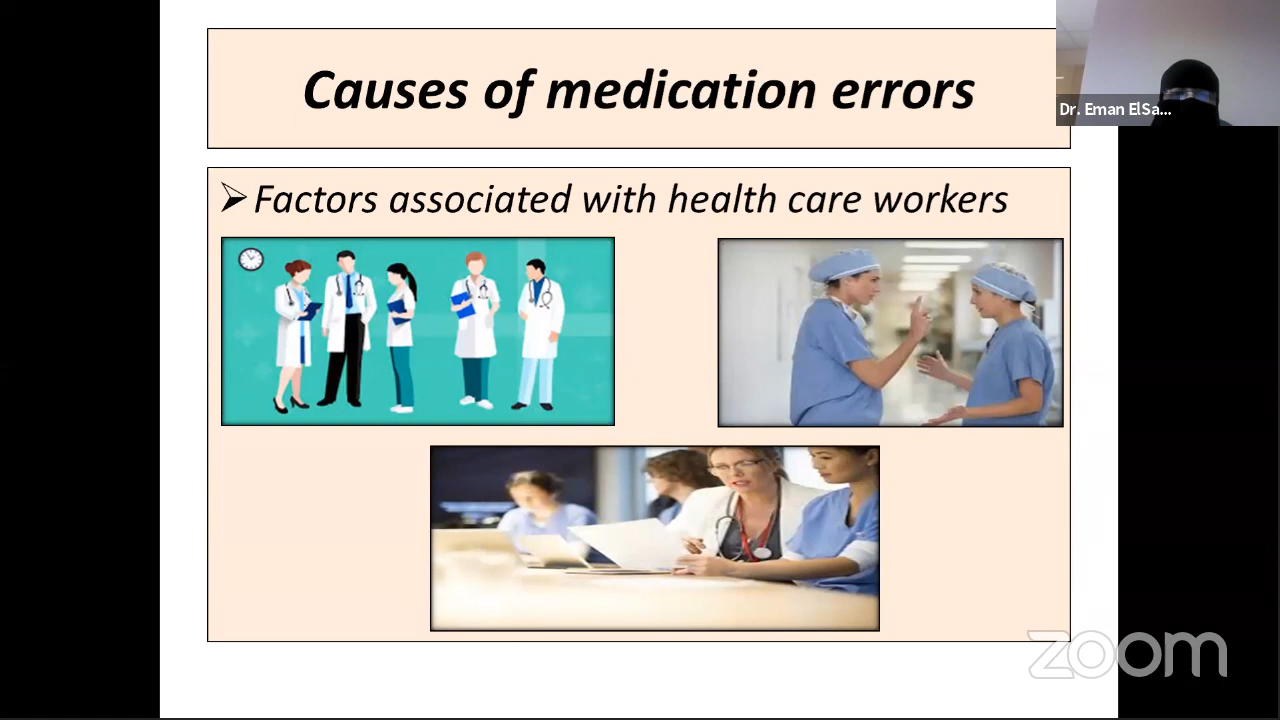 Causes of medication errors
Dr. Eman ElSa...
Factors associated with health care workers
zoom